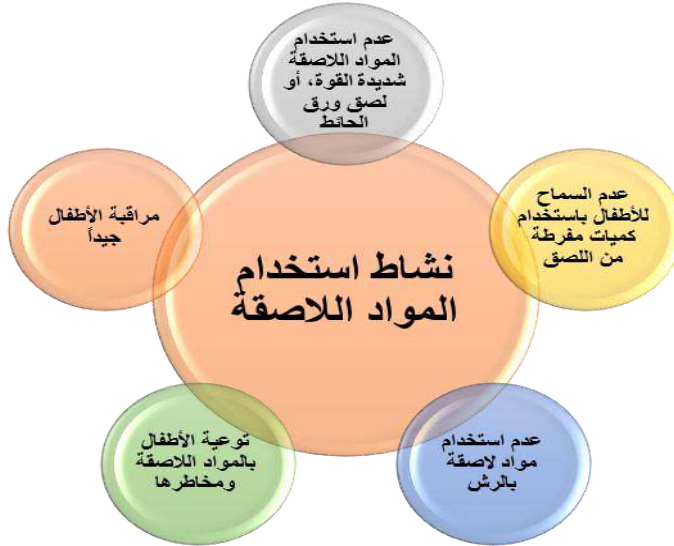 عدم استخدام
المواد اللاصقة
شديدة القوة، أو
لصق ورق
الحائط
عدم السماح
للأطفال باستخدام
كميات مفرطة
من اللصق
مراقبة الأطفال
جيداً
نشاط استخدام
المواد اللاصقة
عدم استخدام
مواد لاصقة
بالرش
توعية الأطفال
بالمواد اللاصقة
ومخاطرها